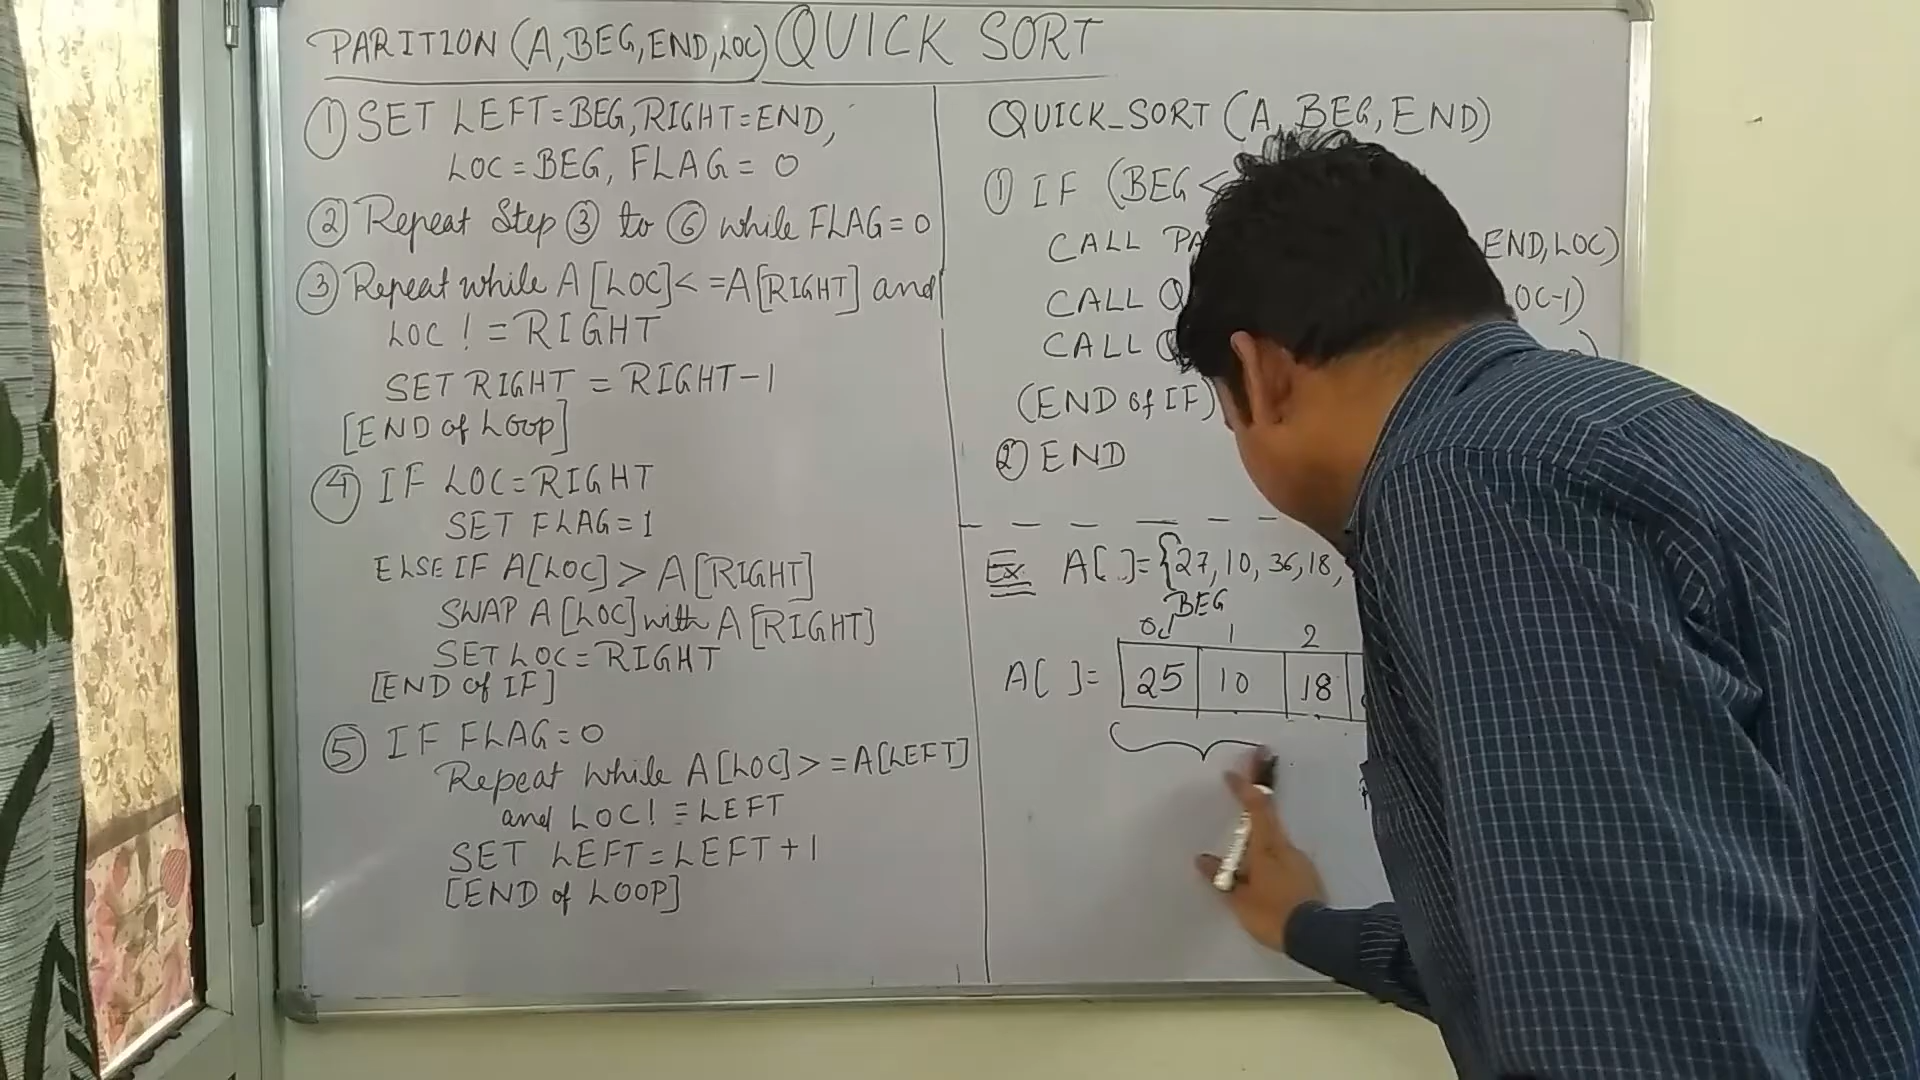 PARITION (A, BEG, END, LOC) QUICK SORT
① SET LEFT=BEG, RIGHT=END,
LOC=BEG, FLAG = 0
② Repeat Step ③ to ⑥ while FLAG=0
③ Repeat while A[LOC]<=A[RIGHT] and
LOC!=RIGHT
SET RIGHT = RIGHT-1
[END of LOOP]
④ IF LOC=RIGHT
SET FLAG=1
ELSE IF A[LOC] > A[RIGHT]
SWAP A[LOC] with A[RIGHT]
SET LOC=RIGHT
[END of IF]
⑤ IF FLAG=0
Repeat while A[LOC]>=A[LEFT]
and LOC!=LEFT
SET LEFT=LEFT+1
[END of LOOP]
QUICK_SORT (A, BEG, END)
① IF (BEG <
CALL PA END, LOC)
CALL Q OC-1)
CALL
(END of IF)
② END
Ex. A[ ]={27, 10, 36, 18,
BEG
0 1 2
A[ ]= 25 10 18